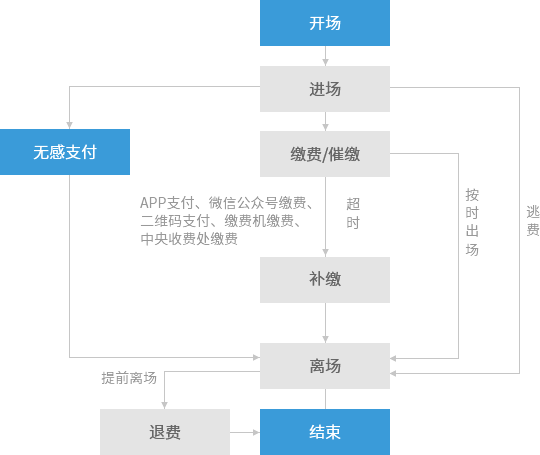 开场
进场
无感支付
缴费/催缴
APP支付、微信公众号缴费、
二维码支付、缴费机缴费、
中央收费处缴费
超时
按时出场
逃费
补缴
离场
提前离场
退费
结束